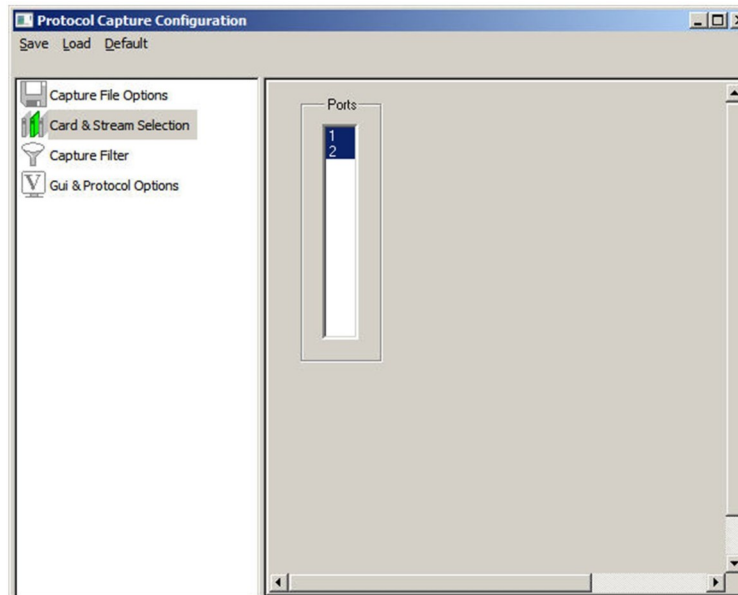 Protocol Capture Configuration
Save Load Default
Capture File Options
Card & Stream Selection
Capture Filter
V Gui & Protocol Options
Ports
1
2